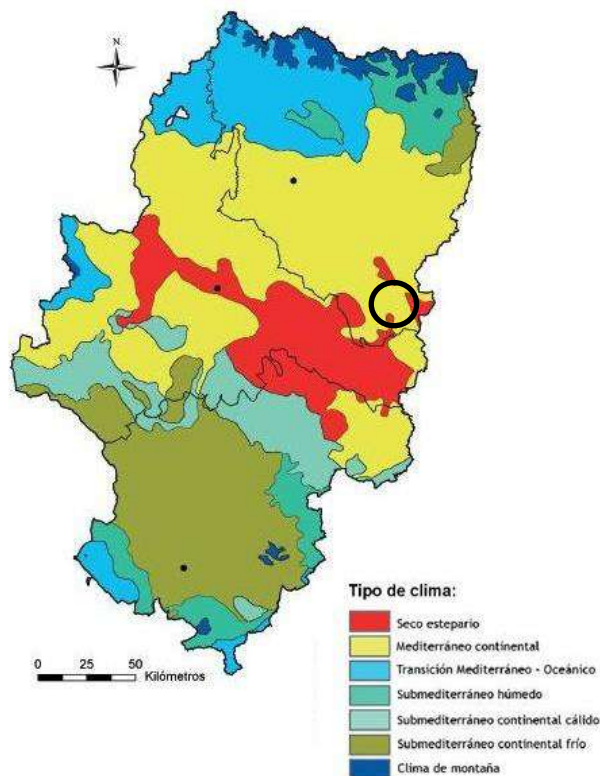 N
Tipo de clima:
Seco estepario
Mediterráneo continental
Transición Mediterráneo - Oceánico
Submediterráneo húmedo
Submediterráneo continental cálido
Submediterráneo continental frío
Clima de montaña
0 25 50
Kilómetros